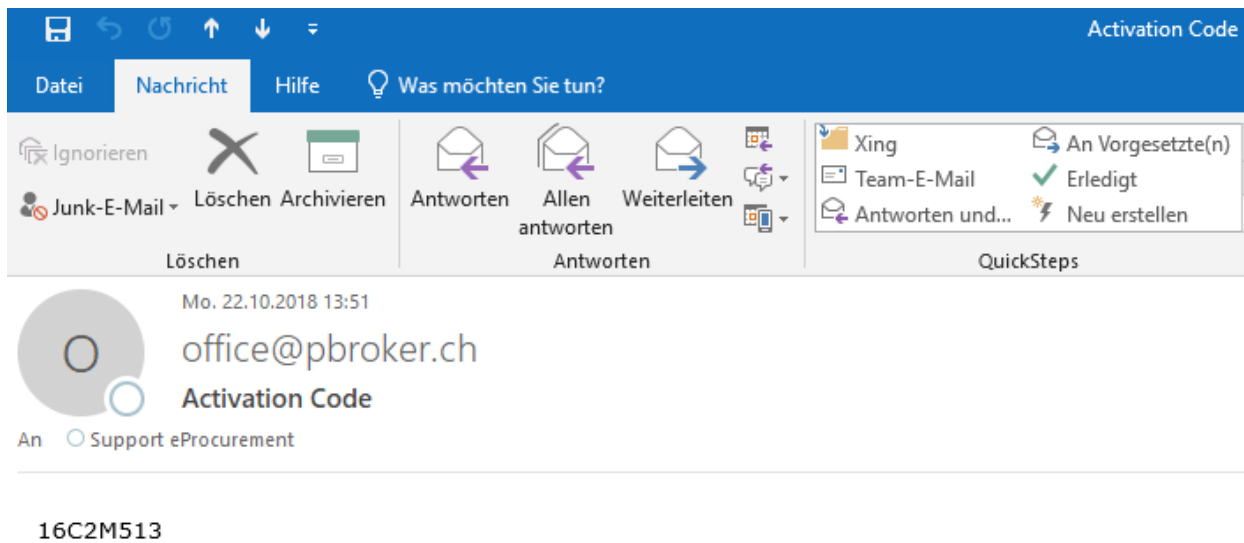 Activation Code
Datei Nachricht Hilfe Was möchten Sie tun?
Ignorieren
Junk-E-Mail
Löschen Archivieren
Löschen
Antworten Allen antworten Weiterleiten
Antworten
Xing An Vorgesetzte(n)
Team-E-Mail Erledigt
Antworten und... Neu erstellen
QuickSteps
O
Mo. 22.10.2018 13:51
office@pbroker.ch
Activation Code
An Support eProcurement
16C2M513